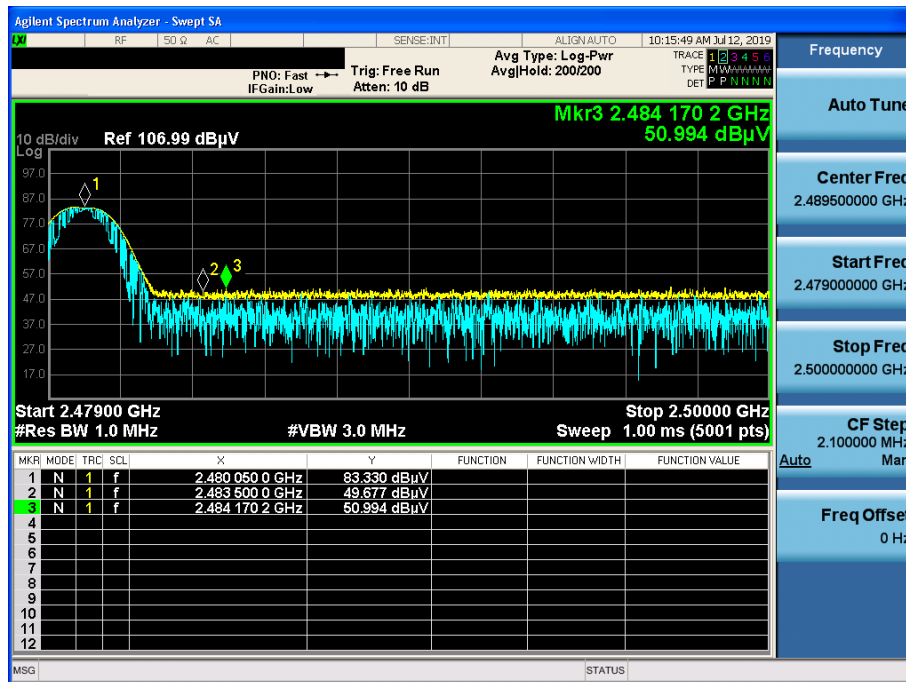 Agilent Spectrum Analyzer - Swept SA
LXI RF 50 Ω AC SENSE:INT ALIGN AUTO 10:15:49 AM Jul 12, 2019
PNO: Fast Trig: Free Run Avg Type: Log-Pwr TRACE 1 2 3 4 5 6
IFGain:Low Atten: 10 dB Avg|Hold: 200/200 TYPE M W
DET P P N N N N
Mkr3 2.484 170 2 GHz
50.994 dBµV
10 dB/div Ref 106.99 dBµV
Log
97.0
87.0
77.0
67.0
57.0
47.0
37.0
27.0
17.0
1
2
3
Start 2.47900 GHz Stop 2.50000 GHz
#Res BW 1.0 MHz #VBW 3.0 MHz Sweep 1.00 ms (5001 pts)
MKR MODE TRC SCL X Y FUNCTION FUNCTION WIDTH FUNCTION VALUE
1 N 1 f 2.480 050 0 GHz 83.330 dBµV
2 N 1 f 2.483 500 0 GHz 49.677 dBµV
3 N 1 f 2.484 170 2 GHz 50.994 dBµV
4
5
6
7
8
9
10
11
12
MSG STATUS
Frequency
Auto Tune
Center Freq
2.489500000 GHz
Start Freq
2.479000000 GHz
Stop Freq
2.500000000 GHz
CF Step
2.100000 MHz
Auto Man
Freq Offset
0 Hz